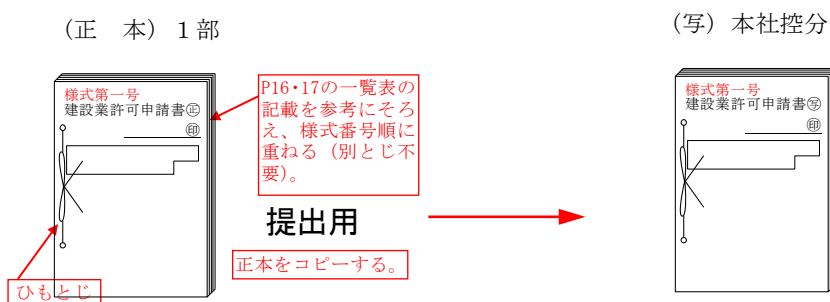 （正　本）１部
（写）本社控分
様式第一号
建設業許可申請書㊣
㊞
P16・17の一覧表の
記載を参考にそろ
え、様式番号順に
重ねる（別とじ不
要）。
提出用
正本をコピーする。
ひもとじ
様式第一号
建設業許可申請書㊢
㊞